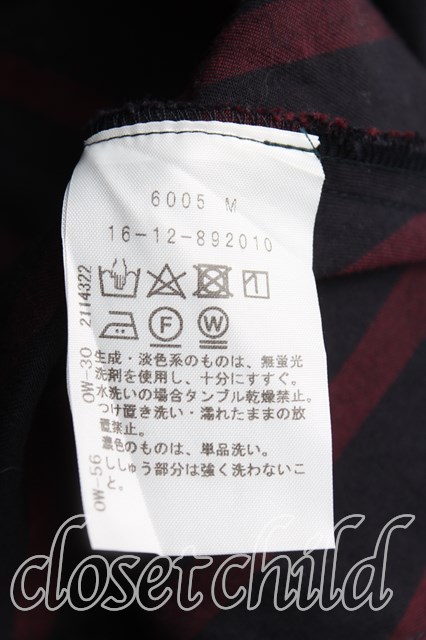 6005 M
16-12-892010
OW-30 2114322
F W
生成・淡色系のものは、無蛍光
洗剤を使用し、十分にすすぐ。
水洗いの場合タンブル乾燥禁止。
つけ置き洗い・濡れたままの放
置禁止。
濃色のものは、単品洗い。
ししゅう部分は強く洗わないこ
と。
OW-56
closetchild